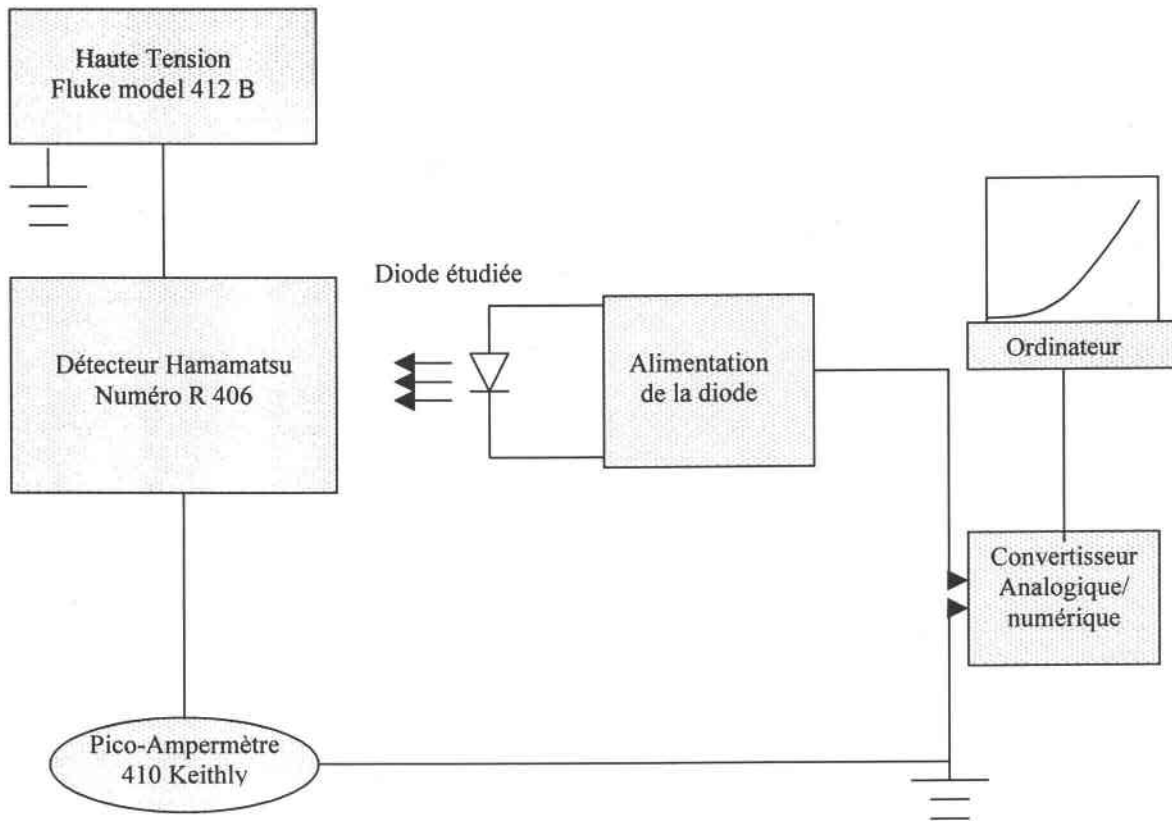 Haute Tension
Fluke model 412 B
Diode étudiée
Détecteur Hamamatsu
Numéro R 406
Alimentation
de la diode
Ordinateur
Convertisseur
Analogique/
numérique
Pico-Ampermètre
410 Keithly